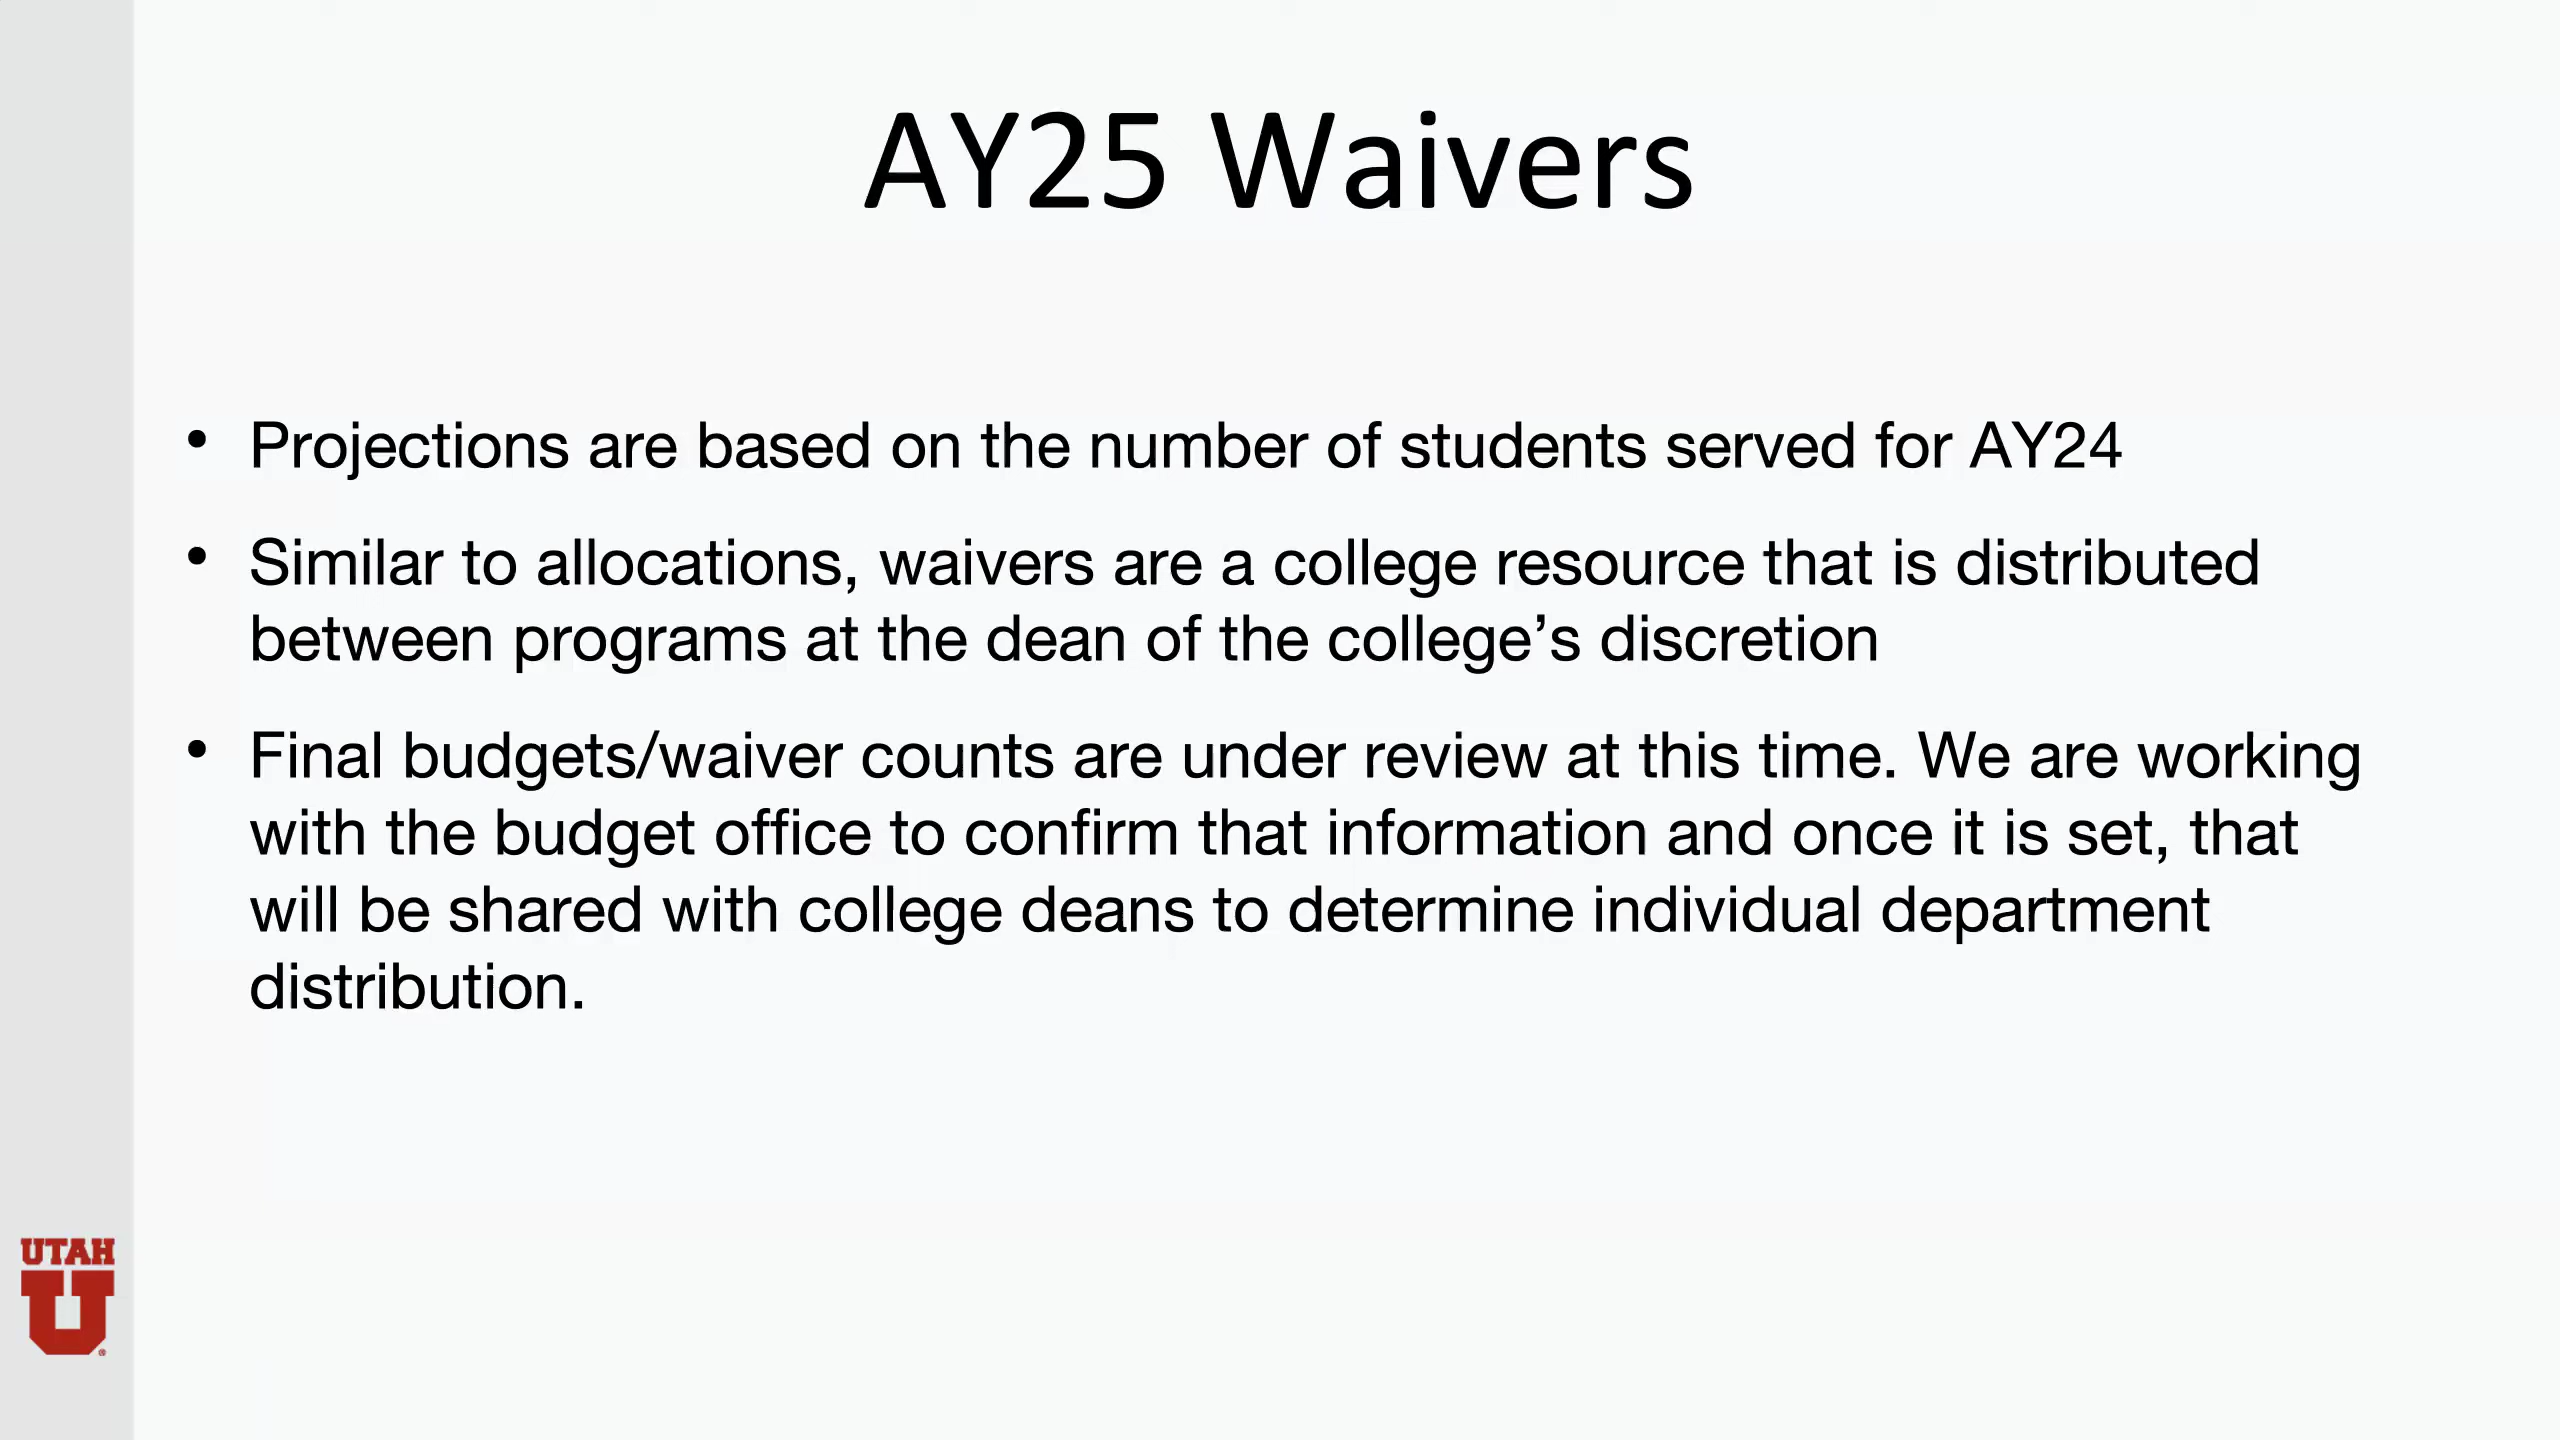 AY25 Waivers
• Projections are based on the number of students served for AY24
• Similar to allocations, waivers are a college resource that is distributed
between programs at the dean of the college’s discretion
• Final budgets/waiver counts are under review at this time. We are working
with the budget office to confirm that information and once it is set, that
will be shared with college deans to determine individual department
distribution.
UTAH
U
®